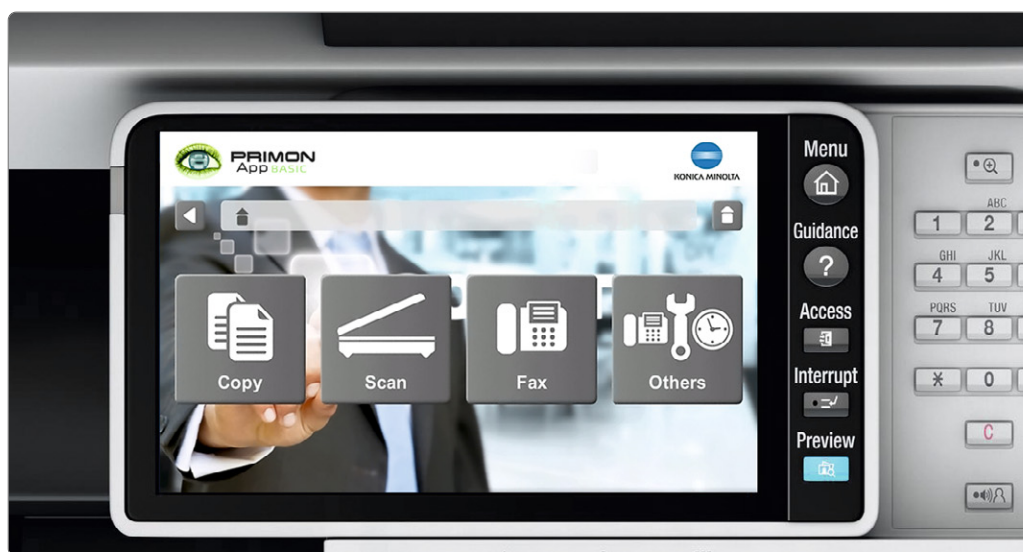 PRIMON
App BASIC
KONICA MINOLTA
Copy
Scan
Fax
Others
Menu
Guidance
?
Access
Interrupt
Preview
ABC
1 2
GHI JKL
4 5
PQRS TUV
7 8
* 0
C